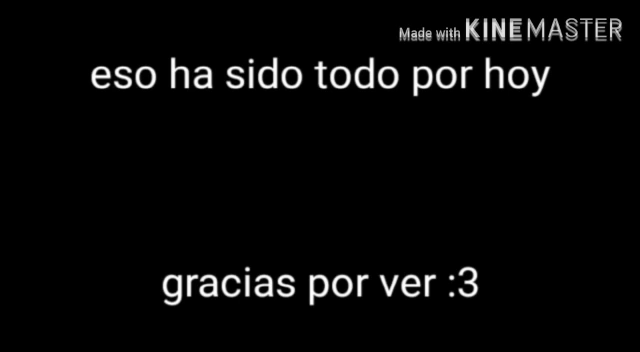 Made with KINEMASTER
eso ha sido todo por hoy
gracias por ver :3